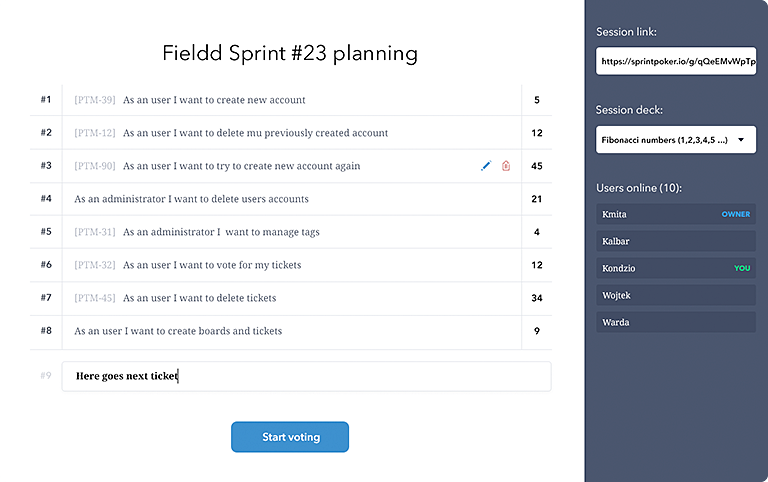 Fieldd Sprint #23 planning
#1 [PTM-39] As an user I want to create new account 5
#2 [PTM-12] As an user I want to delete mu previously created account 12
#3 [PTM-90] As an user I want to try to create new account again 45
#4 As an administrator I want to delete users accounts 21
#5 [PTM-31] As an administrator I want to manage tags 4
#6 [PTM-32] As an user I want to vote for my tickets 12
#7 [PTM-45] As an user I want to delete tickets 34
#8 As an user I want to create boards and tickets 9
#9 Here goes next ticket
Start voting
Session link:
https://sprintpoker.io/g/qQeEMvWpTp
Session deck:
Fibonacci numbers (1,2,3,4,5 ...)
Users online (10):
Kmita OWNER
Kalbar
Kondzio YOU
Wojtek
Warda